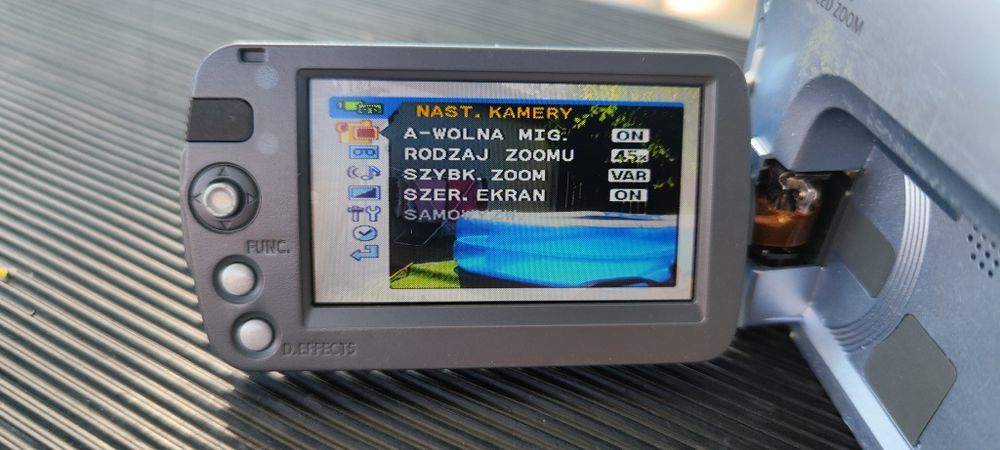 NAST. KAMERY
A-WOLNA MIG. ON
RODZAJ ZOOMU 45x
SZYBK. ZOOM VAR
SZER. EKRAN ON
FUNC.
D.EFFECTS
ZOOM